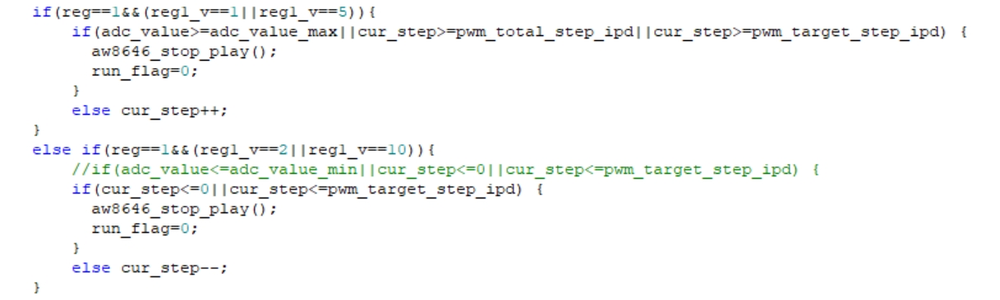 if(reg==1&&(reg1_v==1||reg1_v==5)){
if(adc_value>=adc_value_max||cur_step>=pwm_total_step_ipd||cur_step>=pwm_target_step_ipd) {
aw8646_stop_play();
run_flag=0;
}
else cur_step++;
}
else if(reg==1&&(reg1_v==2||reg1_v==10)){
//if(adc_value<=adc_value_min||cur_step<=0||cur_step<=pwm_target_step_ipd) {
if(cur_step<=0||cur_step<=pwm_target_step_ipd) {
aw8646_stop_play();
run_flag=0;
}
else cur_step--;
}